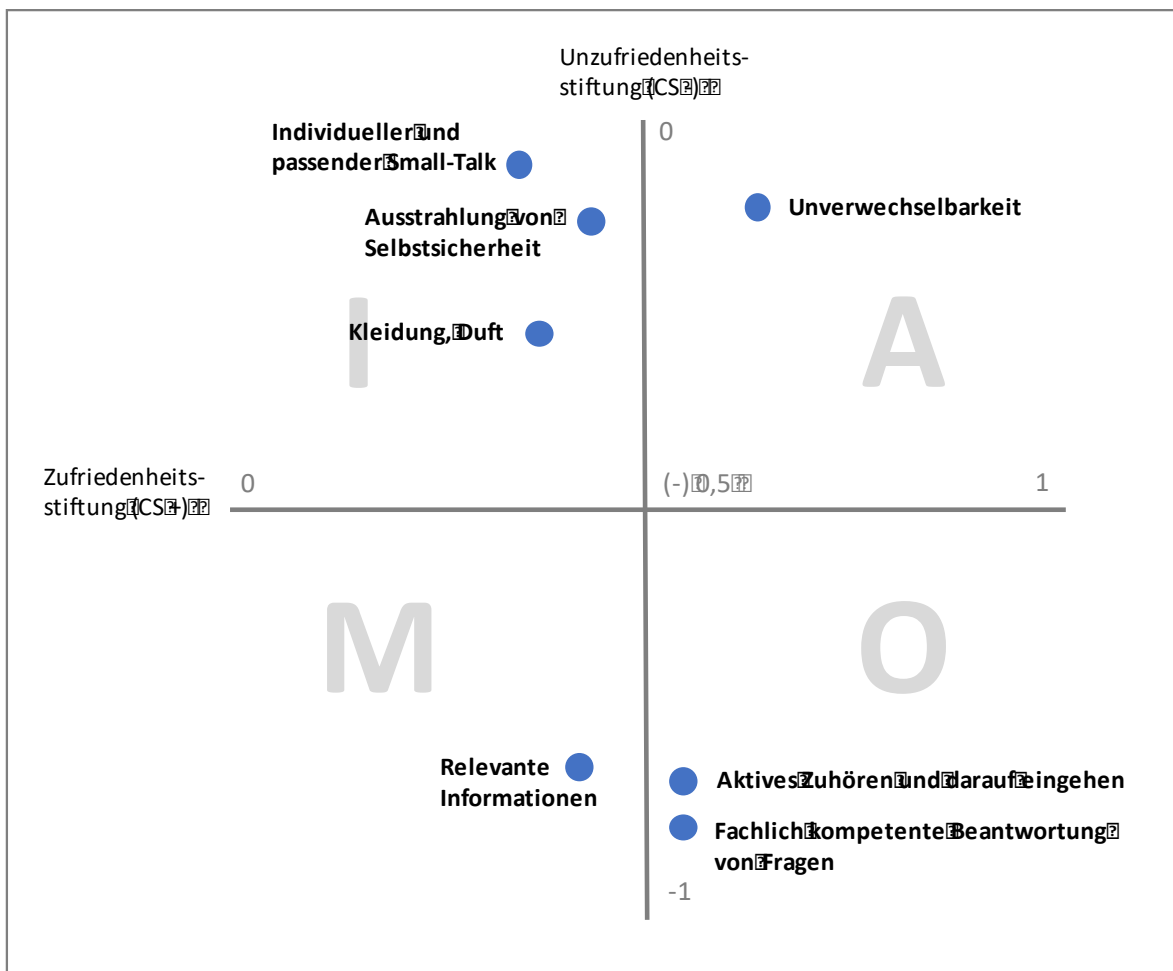 Unzufriedenheits-
stiftung (CS -)
0
Individueller und
passender Small-Talk
Unverwechselbarkeit
Ausstrahlung von
Selbstsicherheit
I
A
Kleidung, Duft
Zufriedenheits-
stiftung (CS +)
0
(-) 0,5
1
M
O
Relevante
Informationen
Aktives Zuhören und darauf eingehen
Fachlich kompetente Beantwortung
von Fragen
-1